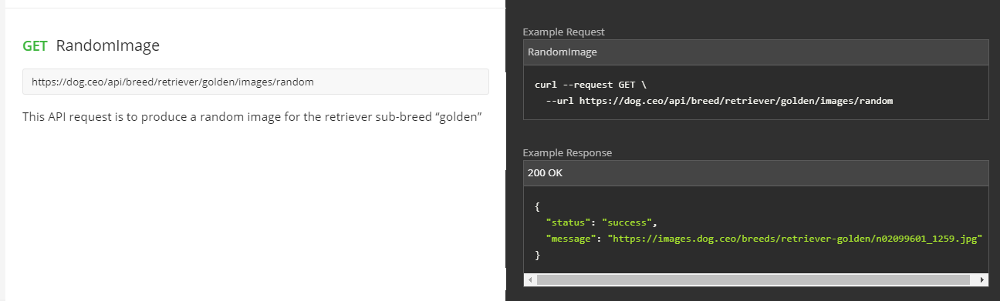 GET RandomImage
https://dog.ceo/api/breed/retriever/golden/images/random
This API request is to produce a random image for the retriever sub-breed “golden”
Example Request
RandomImage
curl --request GET \
  --url https://dog.ceo/api/breed/retriever/golden/images/random
Example Response
200 OK
{
  "status": "success",
  "message": "https://images.dog.ceo/breeds/retriever-golden/n02099601_1259.jpg"
}